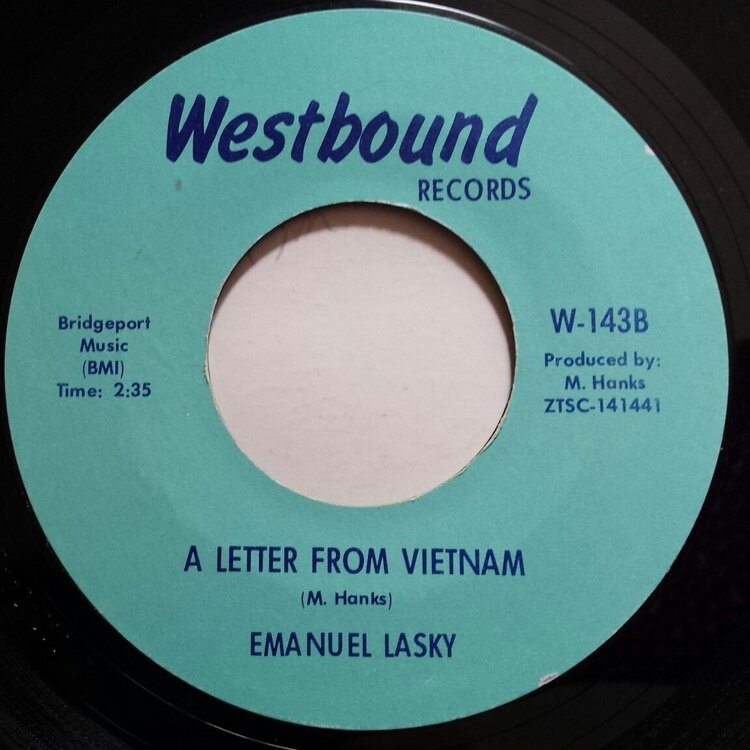 Westbound
RECORDS
Bridgeport
Music
(BMI)
Time: 2:35
W-143B
Produced by:
M. Hanks
ZTSC-141441
A LETTER FROM VIETNAM
(M. Hanks)
EMANUEL LASKY